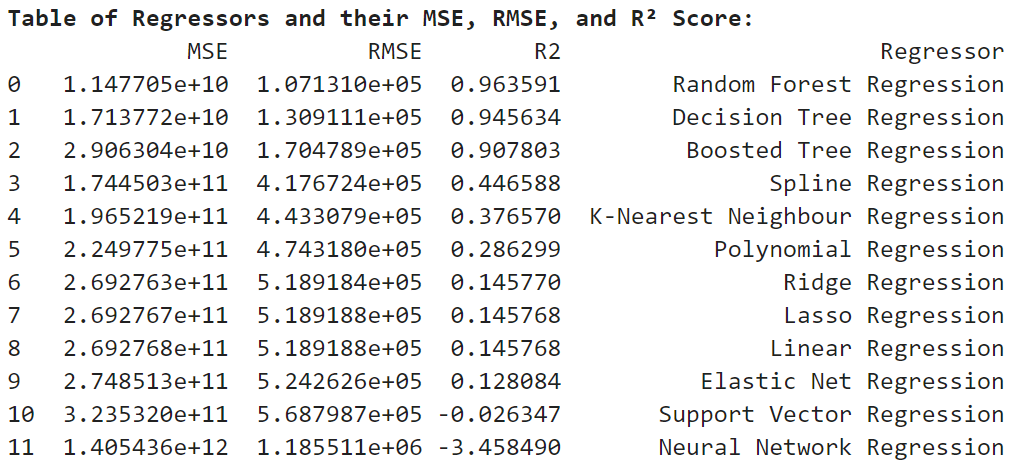 Table of Regressors and their MSE, RMSE, and R² Score:
MSE RMSE R2 Regressor
0 1.147705e+10 1.071310e+05 0.963591 Random Forest Regression
1 1.713772e+10 1.309111e+05 0.945634 Decision Tree Regression
2 2.906304e+10 1.704789e+05 0.907803 Boosted Tree Regression
3 1.744503e+11 4.176724e+05 0.446588 Spline Regression
4 1.965219e+11 4.433079e+05 0.376570 K-Nearest Neighbour Regression
5 2.249775e+11 4.743180e+05 0.286299 Polynomial Regression
6 2.692763e+11 5.189184e+05 0.145770 Ridge Regression
7 2.692767e+11 5.189188e+05 0.145768 Lasso Regression
8 2.692768e+11 5.189188e+05 0.145768 Linear Regression
9 2.748513e+11 5.242626e+05 0.128084 Elastic Net Regression
10 3.235320e+11 5.687987e+05 -0.026347 Support Vector Regression
11 1.405436e+12 1.185511e+06 -3.458490 Neural Network Regression